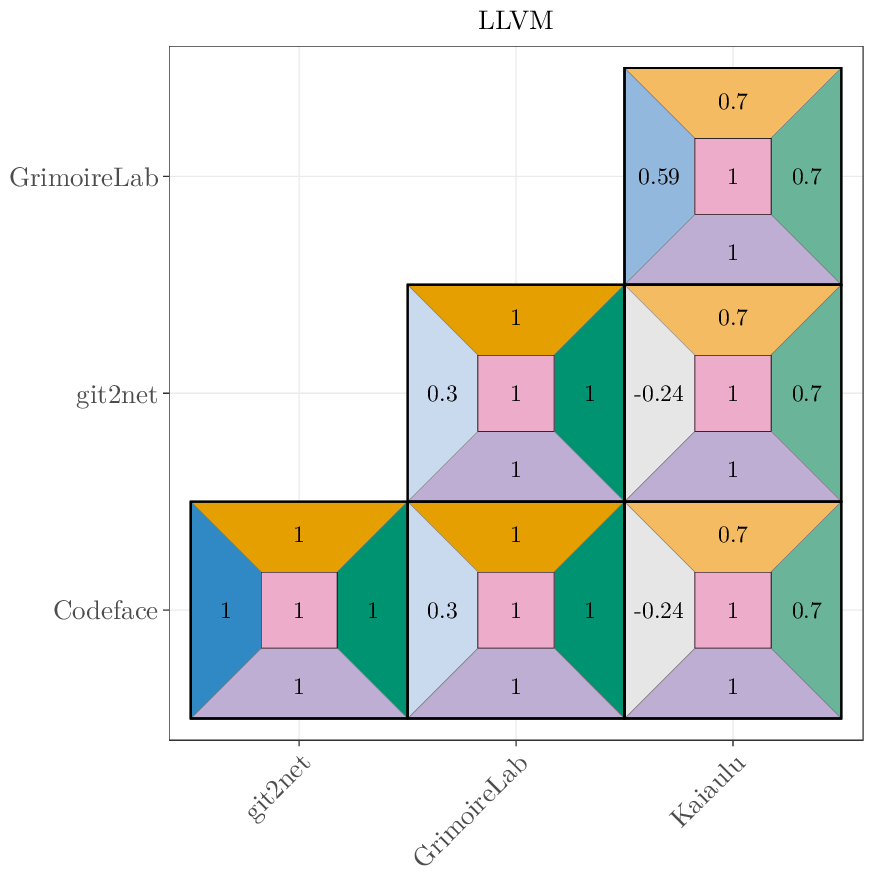 LLVM
0.7
GrimoireLab
0.59 1 0.7
1
1 0.7
git2net
0.3 1 1 -0.24 1 0.7
1 1
1 1 0.7
Codeface
1 1 1 0.3 1 1 -0.24 1 0.7
1 1 1
git2net
GrimoireLab
Kaiaulu